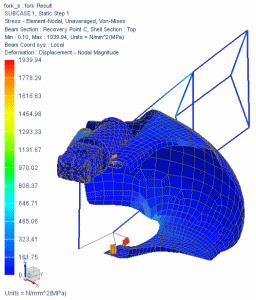 fork_s : fork Result
SUBCASE 1, Static Step 1
Stress - Element-Nodal, Unaveraged, Von-Mises
Beam Section : Recovery Point C, Shell Section : Top
Min : 0.10, Max : 1939.94, Units = N/mm^2(MPa)
Beam Coord sys : Local
Deformation : Displacement - Nodal Magnitude
1939.94
1778.29
1616.63
1454.98
1293.33
1131.67
970.02
808.37
646.71
485.06
323.41
161.75
Units = N/mm^2(MPa)